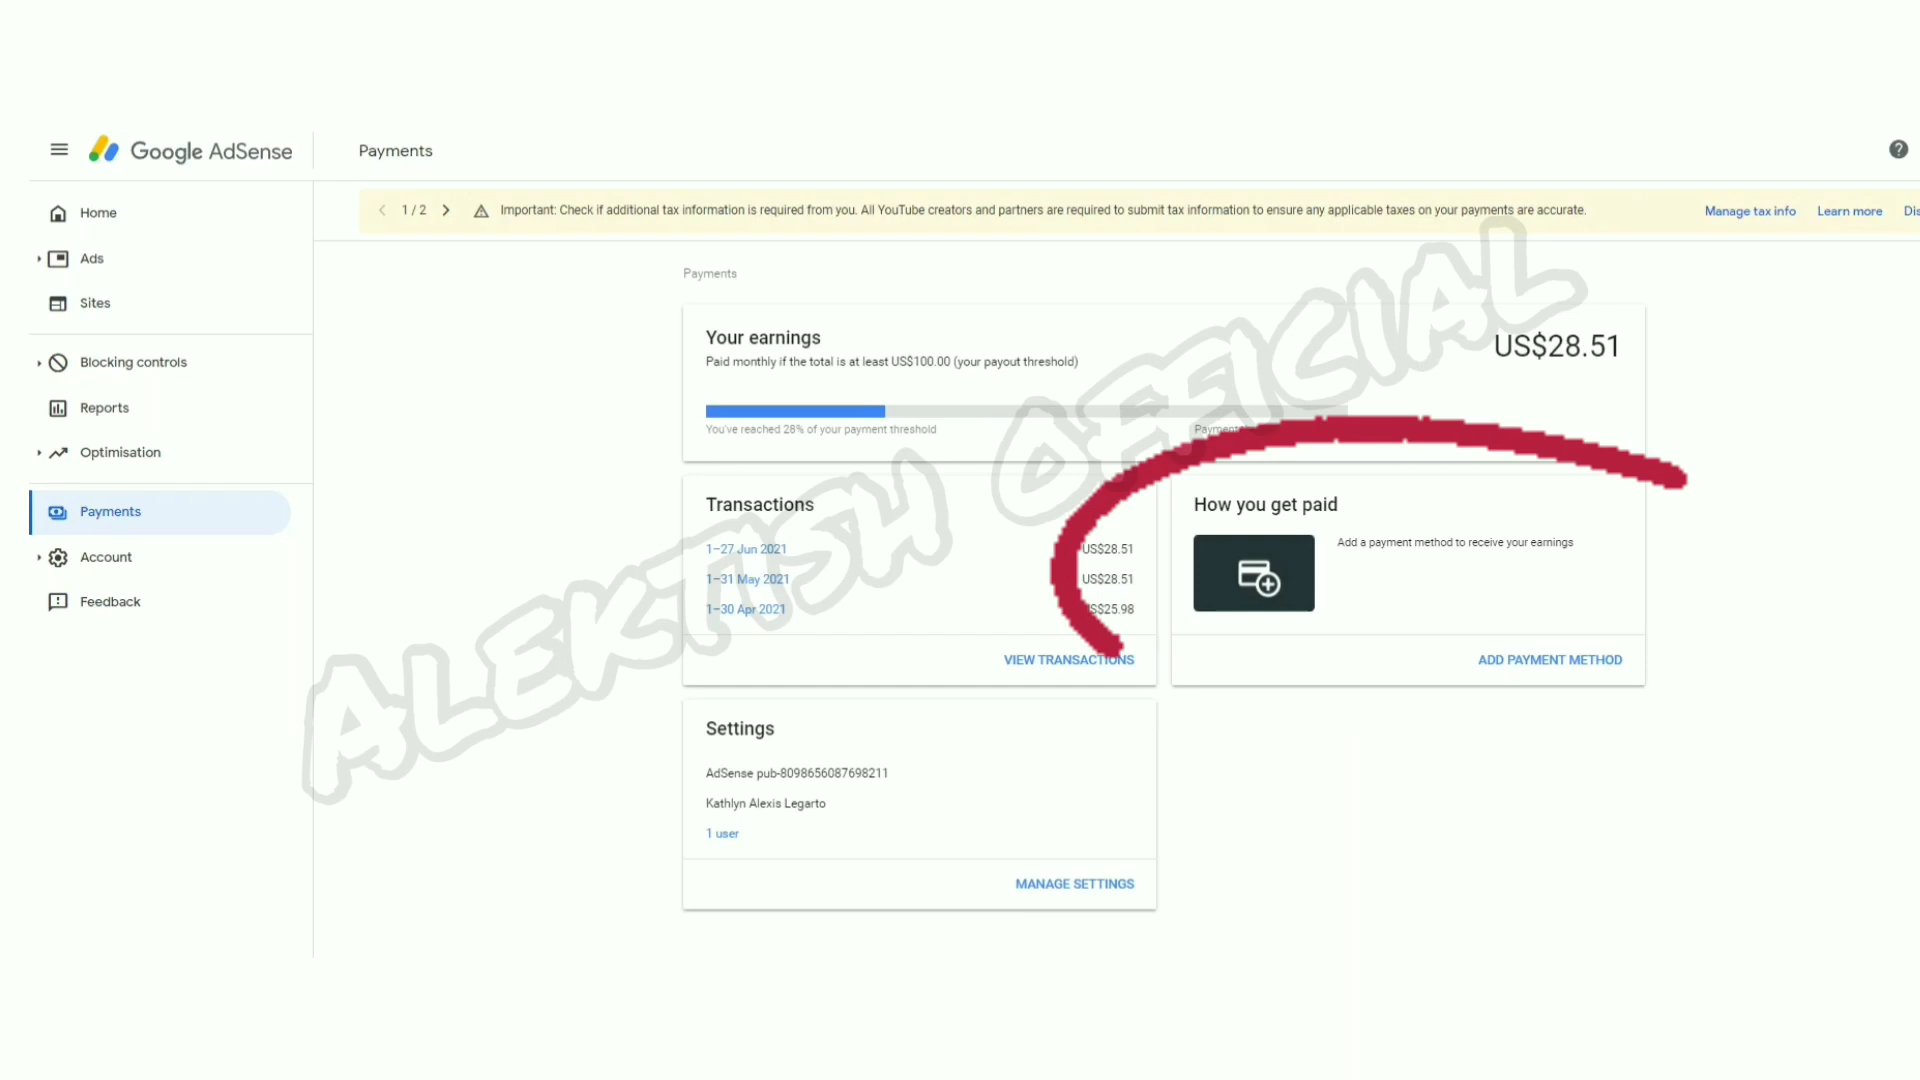 Google AdSense
Payments
Home
Ads
Sites
Blocking controls
Reports
Optimisation
Payments
Account
Feedback
1 / 2
Important: Check if additional tax information is required from you. All YouTube creators and partners are required to submit tax information to ensure any applicable taxes on your payments are accurate.
Manage tax info
Learn more
Payments
Your earnings
US$28.51
Paid monthly if the total is at least US$100.00 (your payout threshold)
You've reached 28% of your payment threshold
Transactions
1–27 Jun 2021 US$28.51
1–31 May 2021 US$28.51
1–30 Apr 2021 US$25.98
VIEW TRANSACTIONS
How you get paid
Add a payment method to receive your earnings
ADD PAYMENT METHOD
Settings
AdSense pub-8098656087698211
Kathlyn Alexis Legarto
1 user
MANAGE SETTINGS
ALEKTISH OFFICIAL